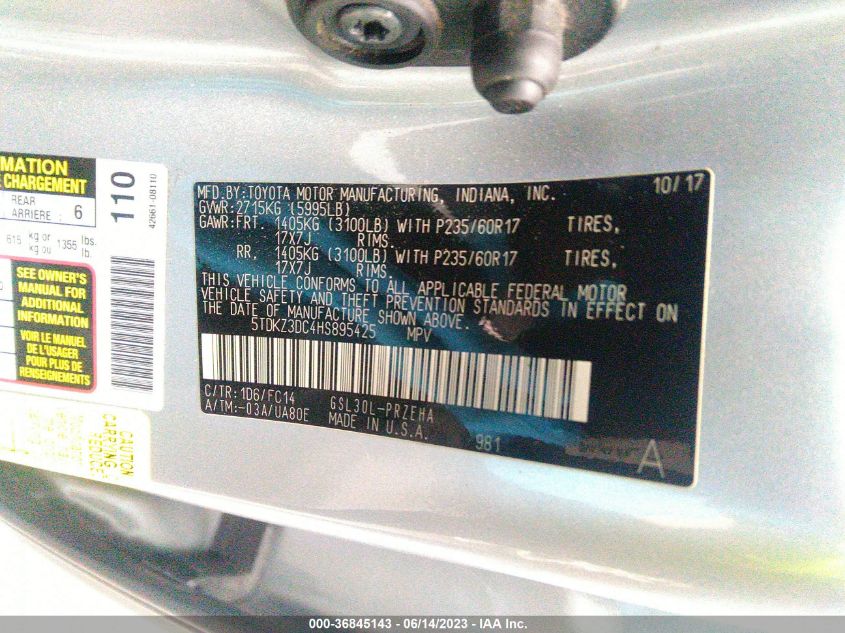 MATION
CHARGEMENT
REAR
ARRIERE 6
615 kg or kg ou 1355 lbs. lb.
SEE OWNER'S
MANUAL FOR
ADDITIONAL
INFORMATION
VOIR LE MANUEL
DE L'USAGER
POUR PLUS DE
RENSEIGNEMENTS
110
42661-08110
CAUTION
10/17
MFD.BY:TOYOTA MOTOR MANUFACTURING, INDIANA, INC.
GVWR:2715KG (5995LB)
GAWR:FRT. 1405KG (3100LB) WITH P235/60R17 TIRES,
17X7J RIMS.
RR. 1405KG (3100LB) WITH P235/60R17 TIRES,
17X7J RIMS.
THIS VEHICLE CONFORMS TO ALL APPLICABLE FEDERAL MOTOR
VEHICLE SAFETY AND THEFT PREVENTION STANDARDS IN EFFECT ON
THE DATE OF MANUFACTURE SHOWN ABOVE.
5TDKZ3DC4HS895425 MPV
C/TR:1D6/FC14 GSL30L-PRZEHA
A/TM:-03A/UA80E MADE IN U.S.A.
981
A
000-36845143 - 06/14/2023 - IAA Inc.